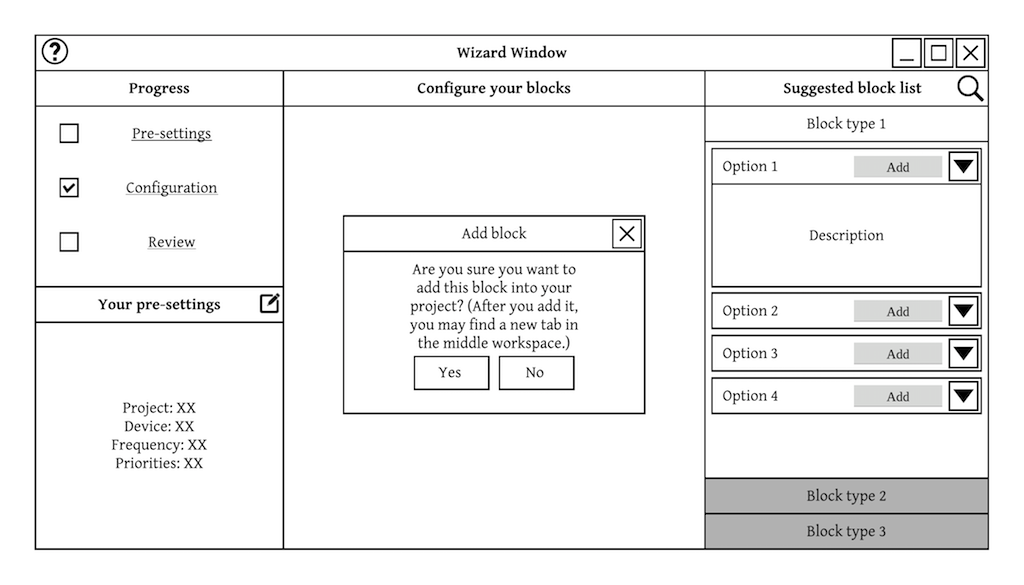 ?
Wizard Window
Progress
Configure your blocks
Suggested block list
Pre-settings
Configuration
Review
Your pre-settings
Project: XX
Device: XX
Frequency: XX
Priorities: XX
Add block
Are you sure you want to
add this block into your
project? (After you add it,
you may find a new tab in
the middle workspace.)
Yes No
Block type 1
Option 1 Add
Description
Option 2 Add
Option 3 Add
Option 4 Add
Block type 2
Block type 3